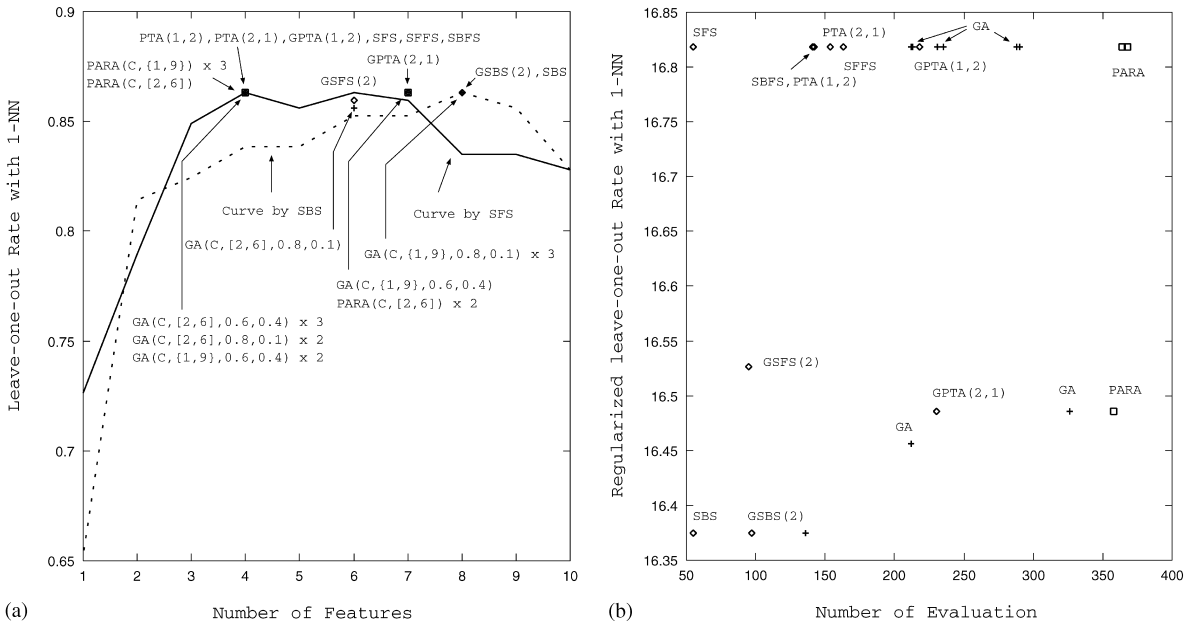 0.9
0.85
0.8
0.75
0.7
0.65
Leave-one-out Rate with 1-NN
PTA(1,2),PTA(2,1),GPTA(1,2),SFS,SFFS,SBFS
PARA(C,{1,9}) x 3
PARA(C,[2,6])
GPTA(2,1)
GSFS(2)
GSBS(2),SBS
Curve by SBS
Curve by SFS
GA(C,[2,6],0.8,0.1)
GA(C,{1,9},0.8,0.1) x 3
GA(C,{1,9},0.6,0.4)
PARA(C,[2,6]) x 2
GA(C,[2,6],0.6,0.4) x 3
GA(C,[2,6],0.8,0.1) x 2
GA(C,{1,9},0.6,0.4) x 2
1 2 3 4 5 6 7 8 9 10
Number of Features
(a)
16.85
16.8
16.75
16.7
16.65
16.6
16.55
16.5
16.45
16.4
16.35
Regularized leave-one-out Rate with 1-NN
SFS
PTA(2,1)
GA
SFFS
GPTA(1,2)
SBFS,PTA(1,2)
PARA
GSFS(2)
GPTA(2,1)
GA
PARA
GA
SBS
GSBS(2)
50 100 150 200 250 300 350 400
Number of Evaluation
(b)